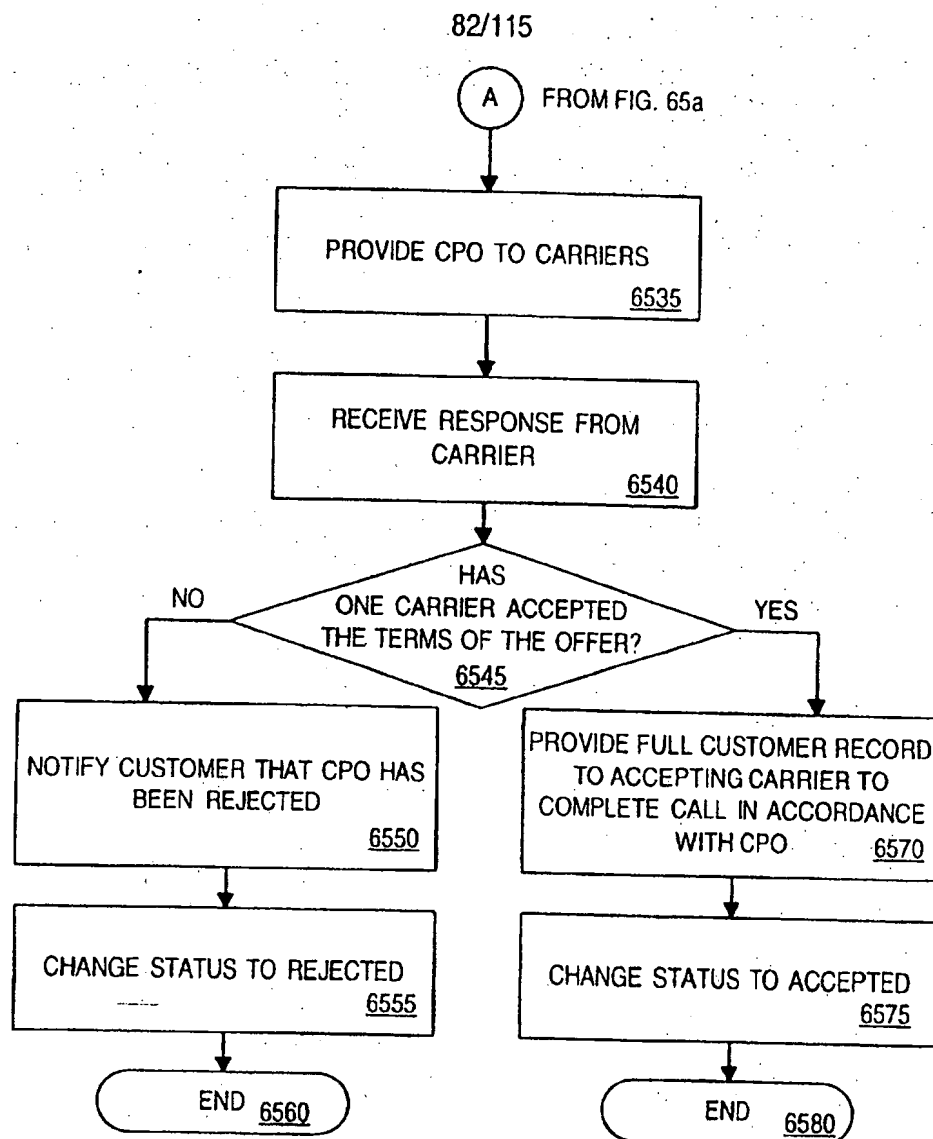 82/115
A FROM FIG. 65a
PROVIDE CPO TO CARRIERS
6535
RECEIVE RESPONSE FROM
CARRIER
6540
HAS
ONE CARRIER ACCEPTED
THE TERMS OF THE OFFER?
6545
NO
YES
NOTIFY CUSTOMER THAT CPO HAS
BEEN REJECTED
6550
PROVIDE FULL CUSTOMER RECORD
TO ACCEPTING CARRIER TO
COMPLETE CALL IN ACCORDANCE
WITH CPO 6570
CHANGE STATUS TO REJECTED
6555
CHANGE STATUS TO ACCEPTED
6575
END 6560
END 6580